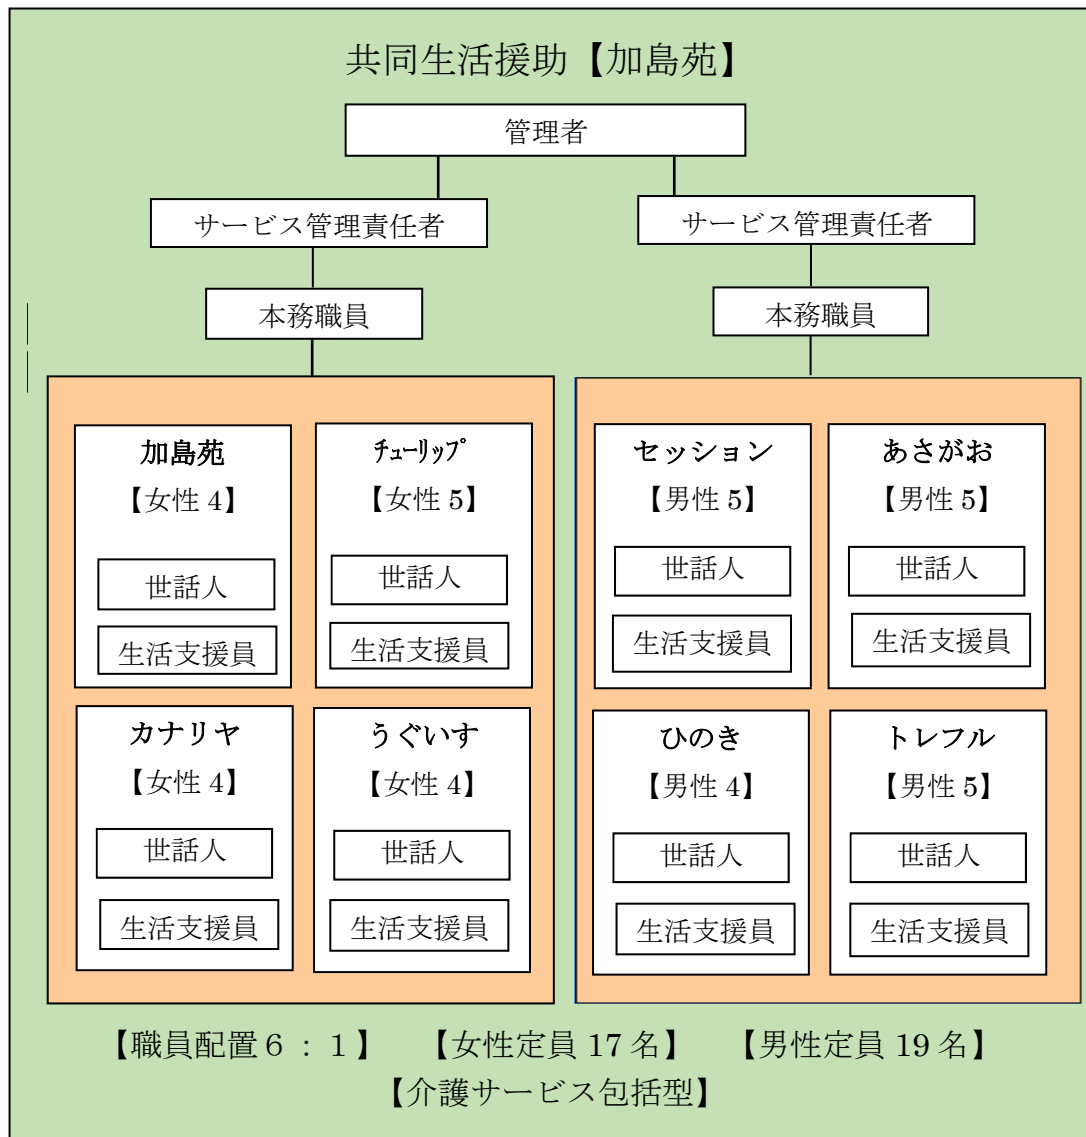 共同生活援助【加島苑】
管理者
サービス管理責任者
サービス管理責任者
本務職員
本務職員
加島苑
【女性 4】
世話人
生活支援員
ﾁｭｰﾘｯﾌﾟ
【女性 5】
世話人
生活支援員
カナリヤ
【女性 4】
世話人
生活支援員
うぐいす
【女性 4】
世話人
生活支援員
セッション
【男性 5】
世話人
生活支援員
あさがお
【男性 5】
世話人
生活支援員
ひのき
【男性 4】
世話人
生活支援員
トレフル
【男性 5】
世話人
生活支援員
【職員配置６：１】　【女性定員 17 名】　【男性定員 19 名】
【介護サービス包括型】